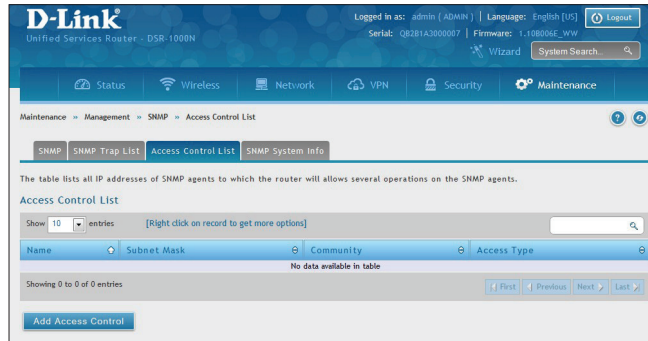 D-Link®
Unified Services Router - DSR-1000N
Logged in as: admin ( ADMIN ) | Language: English [US] Logout
Serial: QB2B1A3000007 | Firmware: 1.10B006E_WW
Wizard System Search...
Status Wireless Network VPN Security Maintenance
Maintenance » Management » SNMP » Access Control List
SNMP SNMP Trap List Access Control List SNMP System Info
The table lists all IP addresses of SNMP agents to which the router will allows several operations on the SNMP agents.
Access Control List
Show 10 entries [Right click on record to get more options]
Name Subnet Mask Community Access Type
No data available in table
Showing 0 to 0 of 0 entries First Previous Next Last
Add Access Control